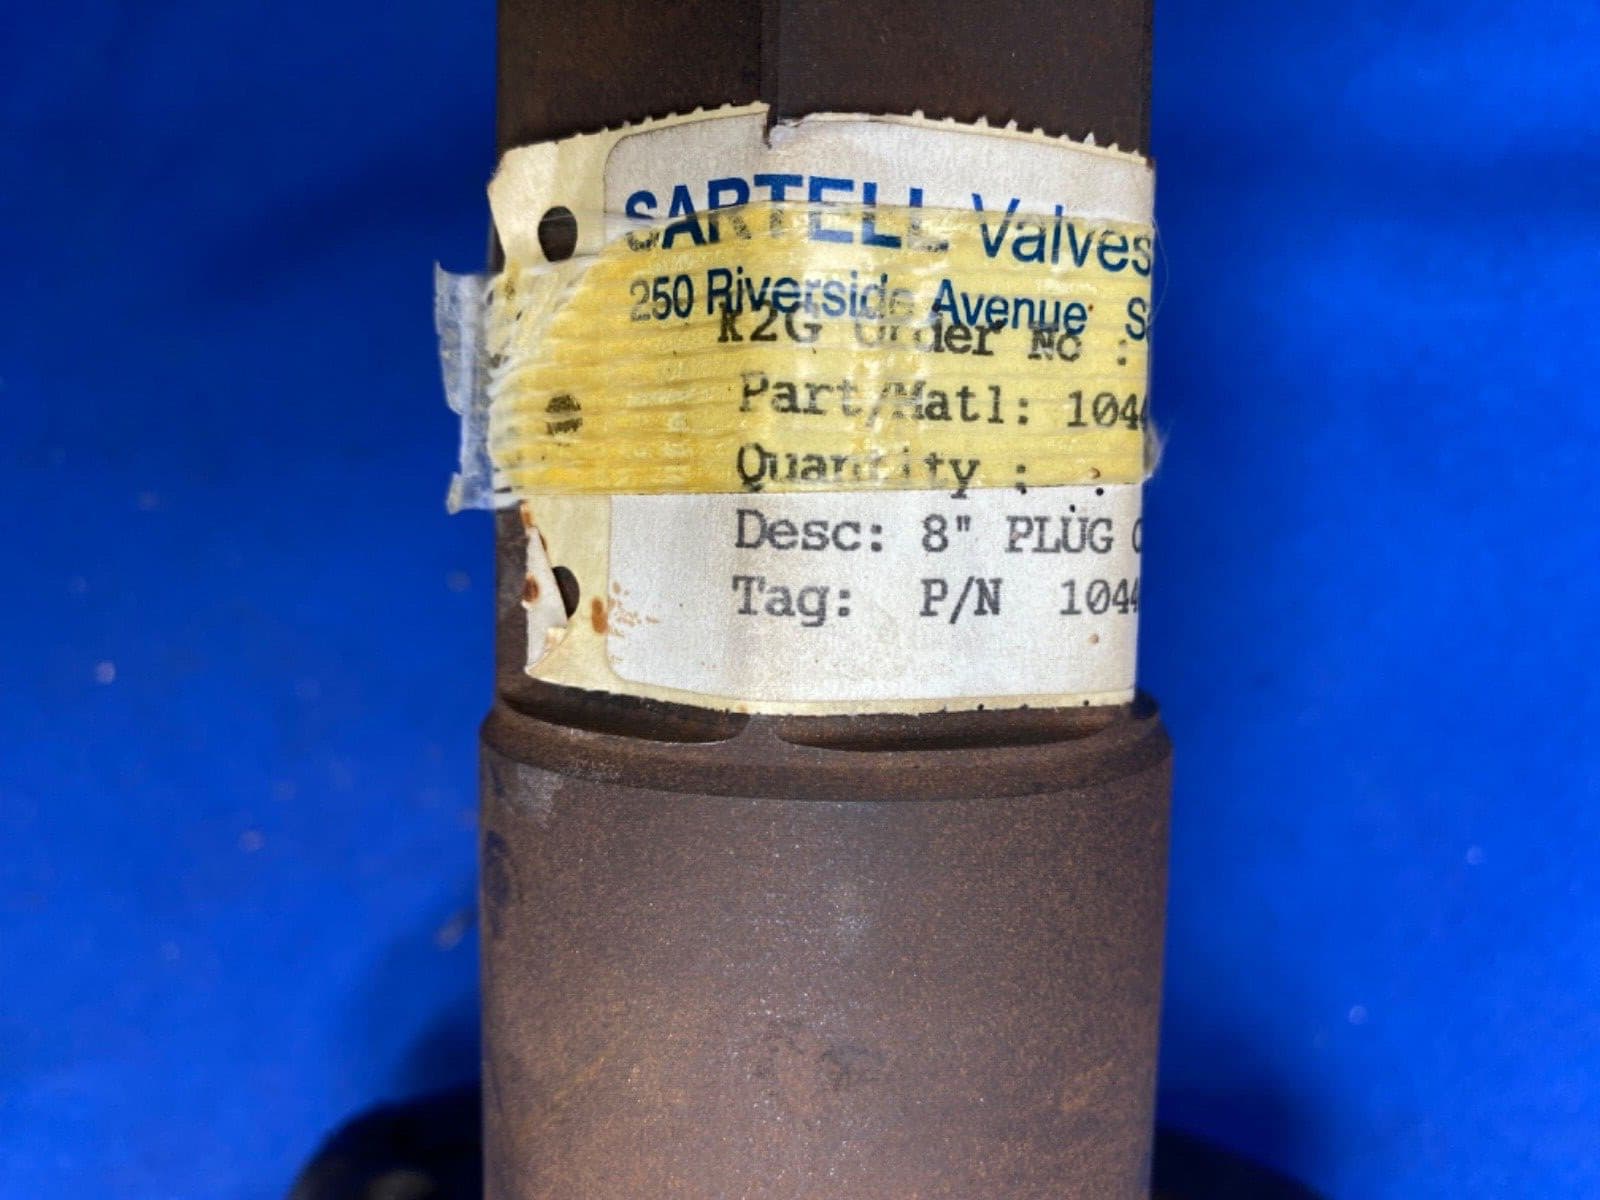 SARTELL Valves
250 Riverside Avenue S
K2G Order No :
Part/Matl: 1044
Quantity :
Desc: 8" PLUG
Tag: P/N 1044